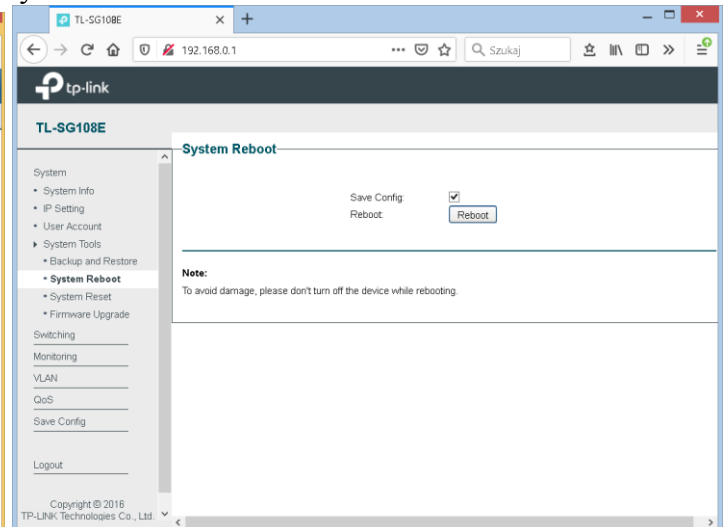 TL-SG108E
192.168.0.1
Szukaj
tp-link
TL-SG108E
System
System Info
IP Setting
User Account
System Tools
Backup and Restore
System Reboot
System Reset
Firmware Upgrade
Switching
Monitoring
VLAN
QoS
Save Config
Logout
Copyright © 2016
TP-LINK Technologies Co., Ltd.
System Reboot
Save Config:
Reboot:
Reboot
Note:
To avoid damage, please don't turn off the device while rebooting.